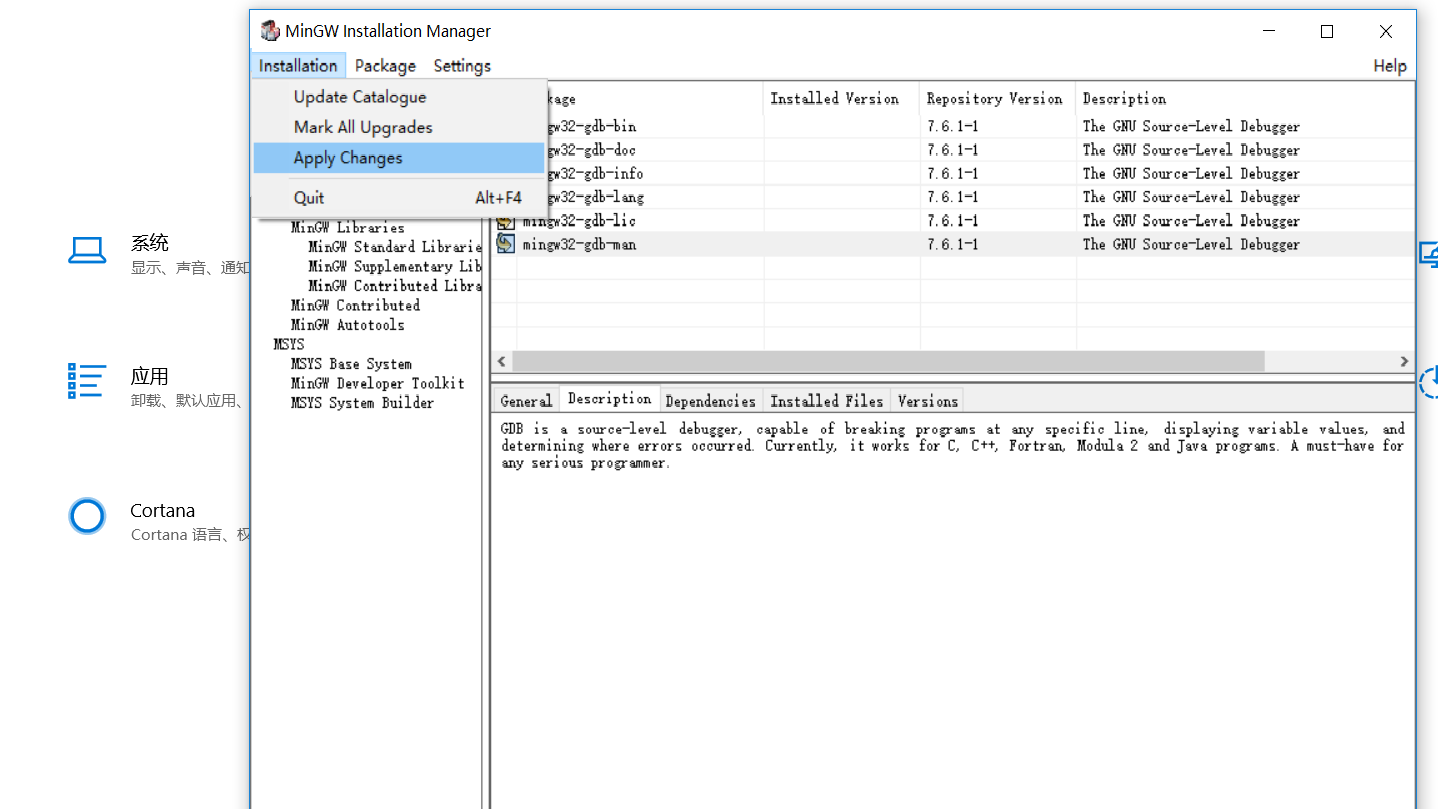 MinGW Installation Manager
Installation Package Settings Help
Update Catalogue
Mark All Upgrades
Apply Changes
Quit Alt+F4
kage Installed Version Repository Version Description
gw32-gdb-bin 7.6.1-1 The GNU Source-Level Debugger
gw32-gdb-doc 7.6.1-1 The GNU Source-Level Debugger
gw32-gdb-info 7.6.1-1 The GNU Source-Level Debugger
gw32-gdb-lang 7.6.1-1 The GNU Source-Level Debugger
mingw32-gdb-lic 7.6.1-1 The GNU Source-Level Debugger
mingw32-gdb-man 7.6.1-1 The GNU Source-Level Debugger
MinGW Libraries
MinGW Standard Librarie
MinGW Supplementary Lib
MinGW Contributed Libra
MinGW Contributed
MinGW Autotools
MSYS
MSYS Base System
MinGW Developer Toolkit
MSYS System Builder
General Description Dependencies Installed Files Versions
GDB is a source-level debugger, capable of breaking programs at any specific line, displaying variable values, and
determining where errors occurred. Currently, it works for C, C++, Fortran, Modula 2 and Java programs. A must-have for
any serious programmer.
系统
显示、声音、通知
应用
卸载、默认应用、
Cortana
Cortana 语言、权